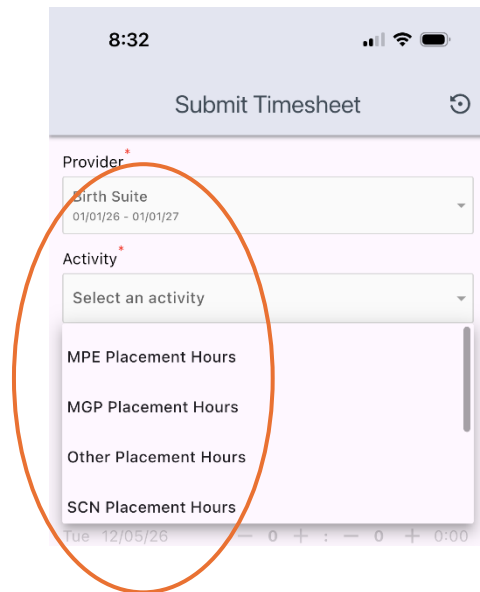 8:32
Submit Timesheet
Provider*
Birth Suite
01/01/26 - 01/01/27
Activity*
Select an activity
MPE Placement Hours
MGP Placement Hours
Other Placement Hours
SCN Placement Hours
Tue 12/05/26 − 0 + : − 0 + 0:00